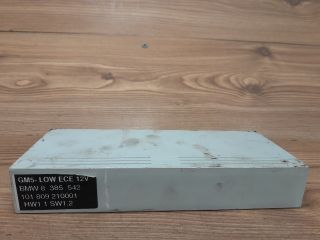 GM5- LOW ECE 12V
BMW 8 385 542
101 809 210001
HW1.1 SW1.2